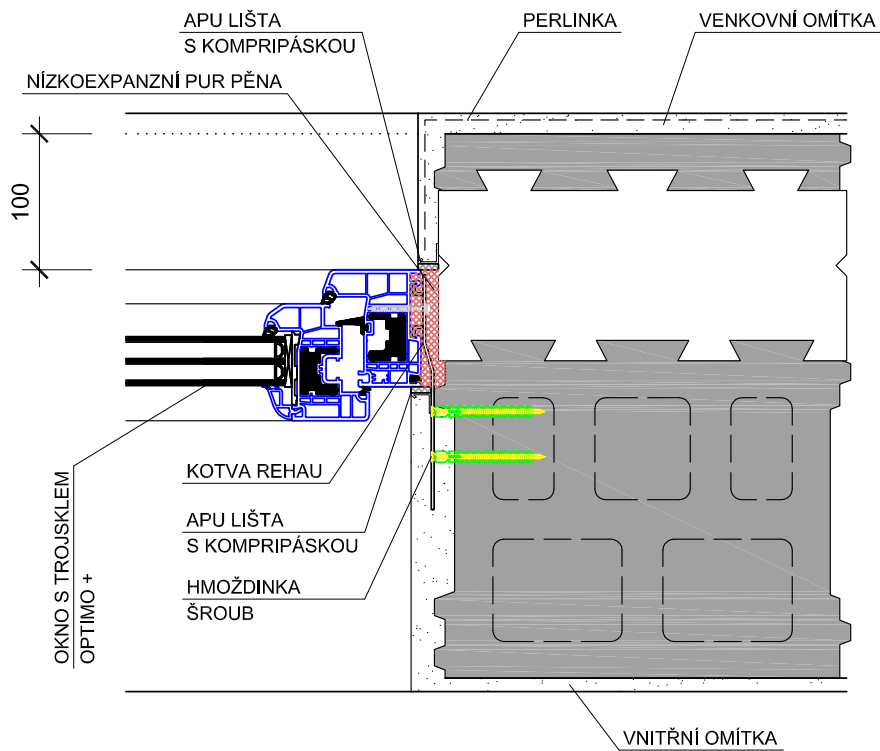 APU LIŠTA
S KOMPRIPÁSKOU
PERLINKA
VENKOVNÍ OMÍTKA
NÍZKOEXPANZNÍ PUR PĚNA
100
KOTVA REHAU
APU LIŠTA
S KOMPRIPÁSKOU
HMOŽDINKA
ŠROUB
OKNO S TROJSKLEM
OPTIMO +
VNITŘNÍ OMÍTKA